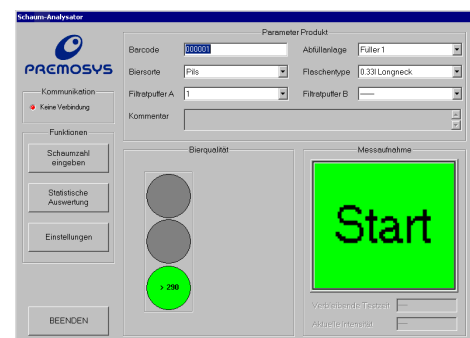 Schaum-Analysator
PREMOSYS
Kommunikation
Keine Verbindung
Funktionen
Schaumzahl
eingeben
Statistische
Auswertung
Einstellungen
BEENDEN
Parameter Produkt
Barcode 000001 Abfüllanlage Füller 1
Biersorte Pils Flaschentype 0.33l Longneck
Filtratpuffer A 1 Filtratpuffer B -----
Kommentar
Bierqualität
> 290
Messaufnahme
Start
Verbleibende Testzeit ----
Aktuelle Intensität ----